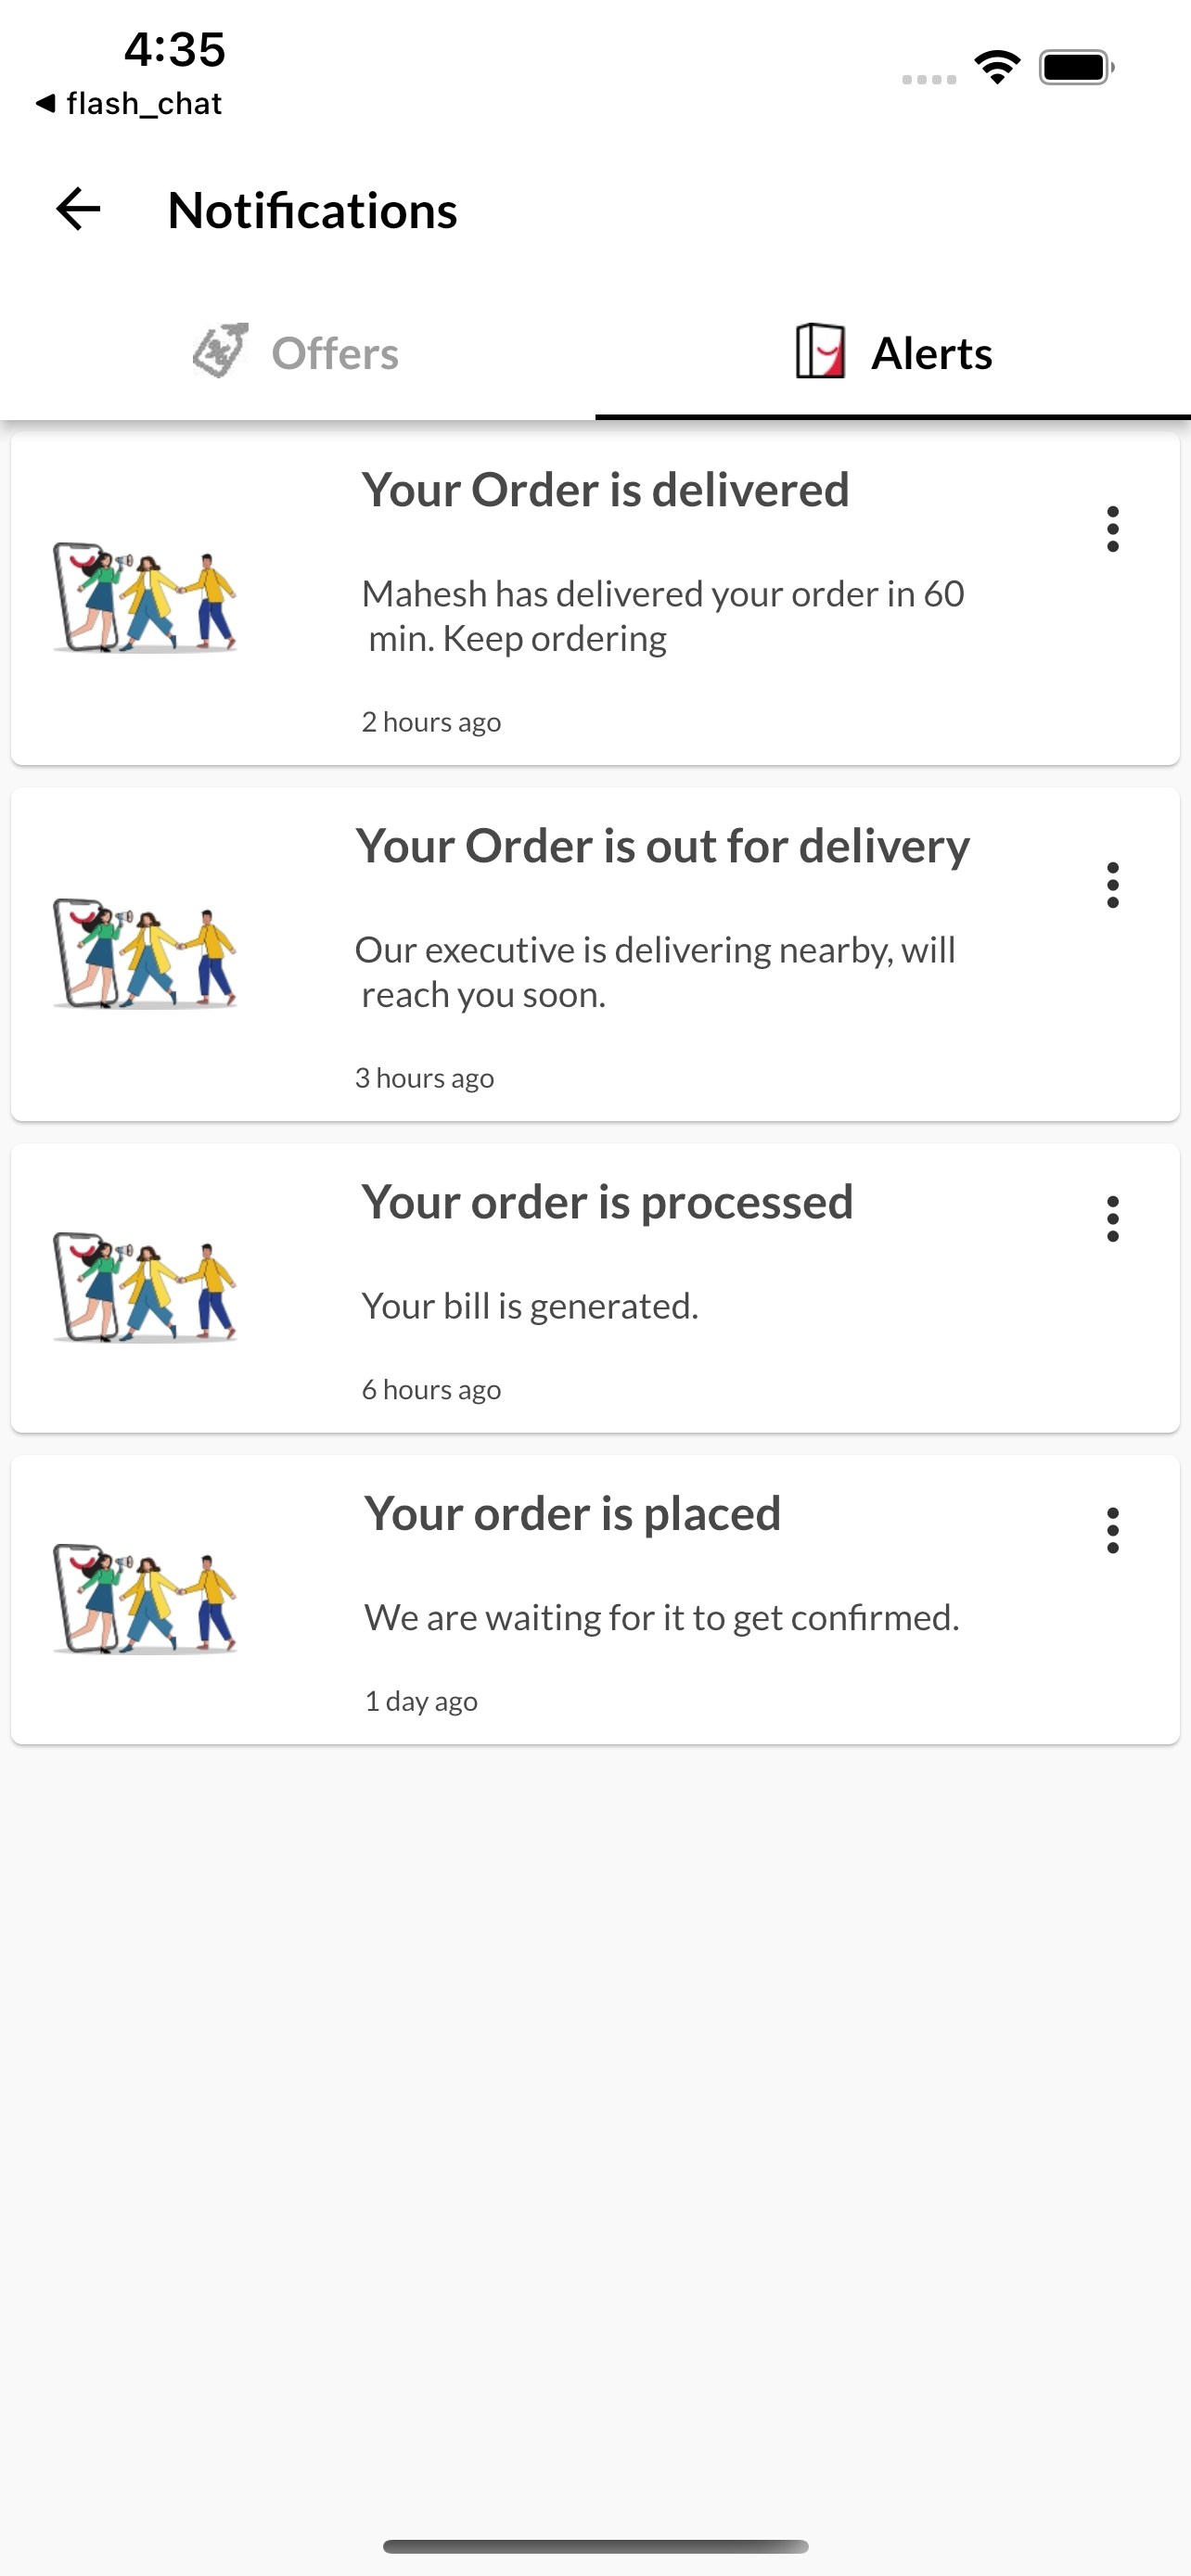 4:35
flash_chat
Notifications
Offers
Alerts
Your Order is delivered
Mahesh has delivered your order in 60
min. Keep ordering
2 hours ago
Your Order is out for delivery
Our executive is delivering nearby, will
reach you soon.
3 hours ago
Your order is processed
Your bill is generated.
6 hours ago
Your order is placed
We are waiting for it to get confirmed.
1 day ago